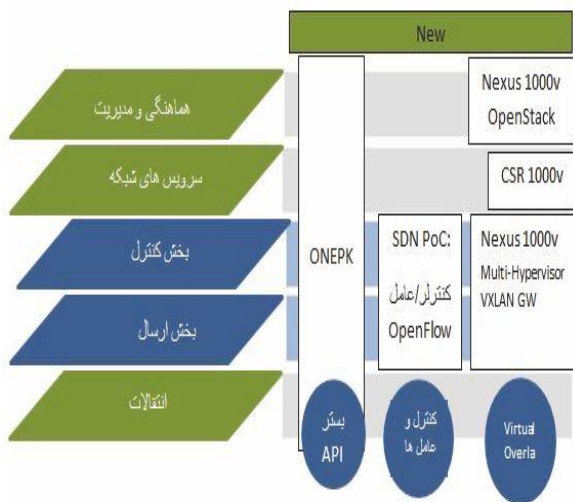 New
هماهنگی و مدیریت
سرویس های شبکه
بخش کنترل
بخش ارسال
انتقالات
ONEPK
بستر
API
SDN PoC:
کنترلر/عامل
OpenFlow
کنترل و
عامل ها
Nexus 1000v
OpenStack
CSR 1000v
Nexus 1000v
Multi-Hypervisor
VXLAN GW
Virtual
Overla